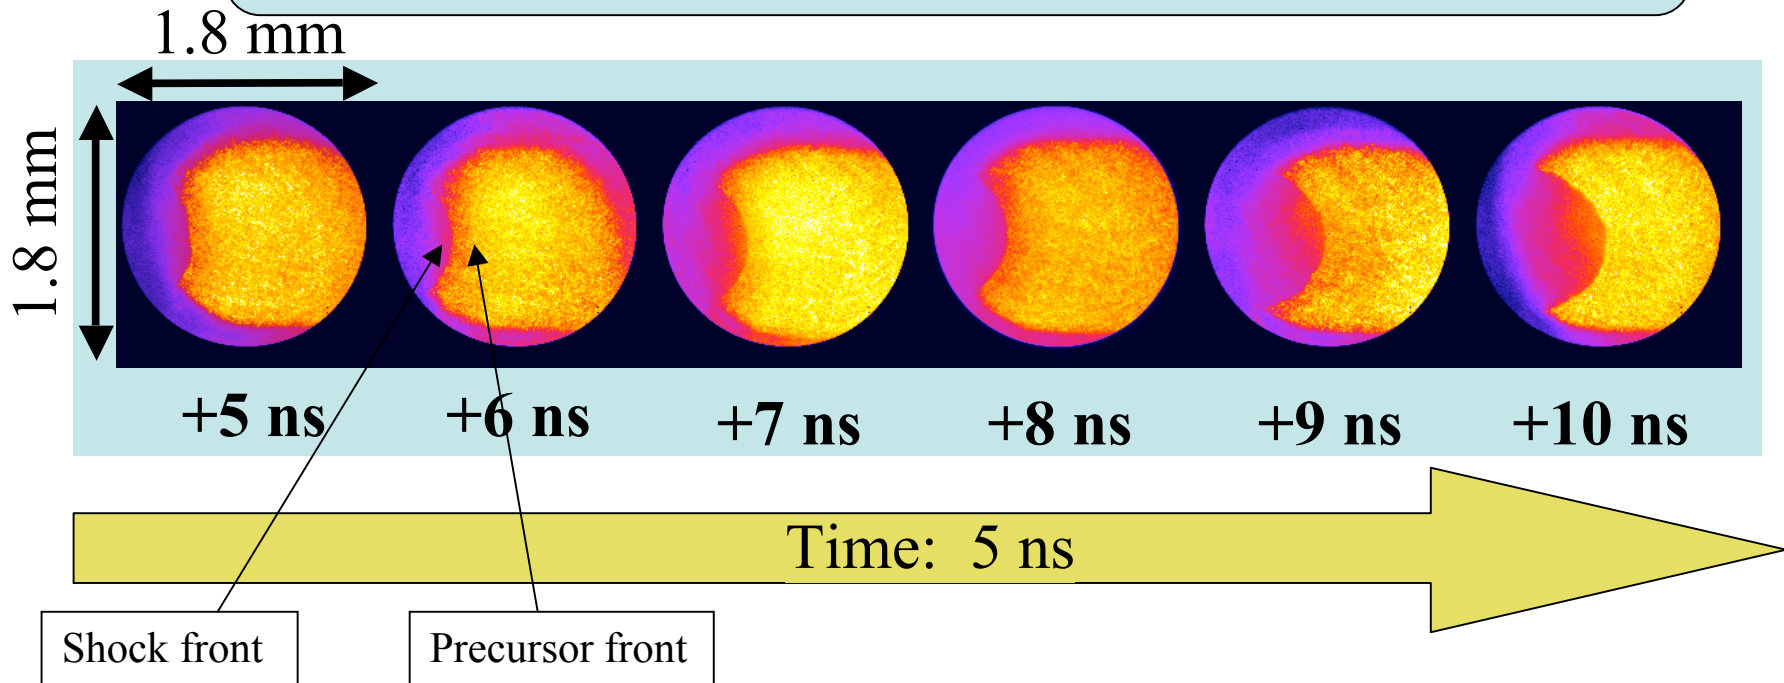 1.8 mm
1.8 mm
+5 ns
+6 ns
+7 ns
+8 ns
+9 ns
+10 ns
Time: 5 ns
Shock front
Precursor front